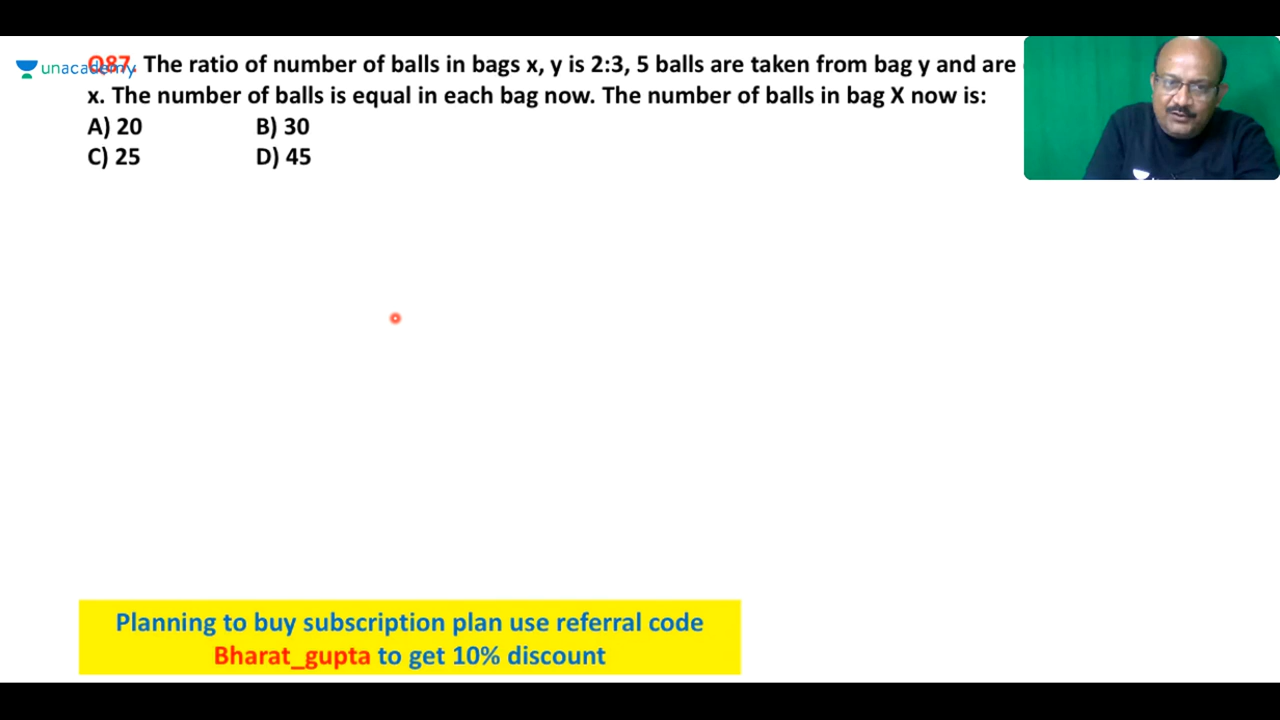 unacademy
Q87. The ratio of number of balls in bags x, y is 2:3, 5 balls are taken from bag y and are
x. The number of balls is equal in each bag now. The number of balls in bag X now is:
A) 20 B) 30
C) 25 D) 45
Planning to buy subscription plan use referral code
Bharat_gupta to get 10% discount